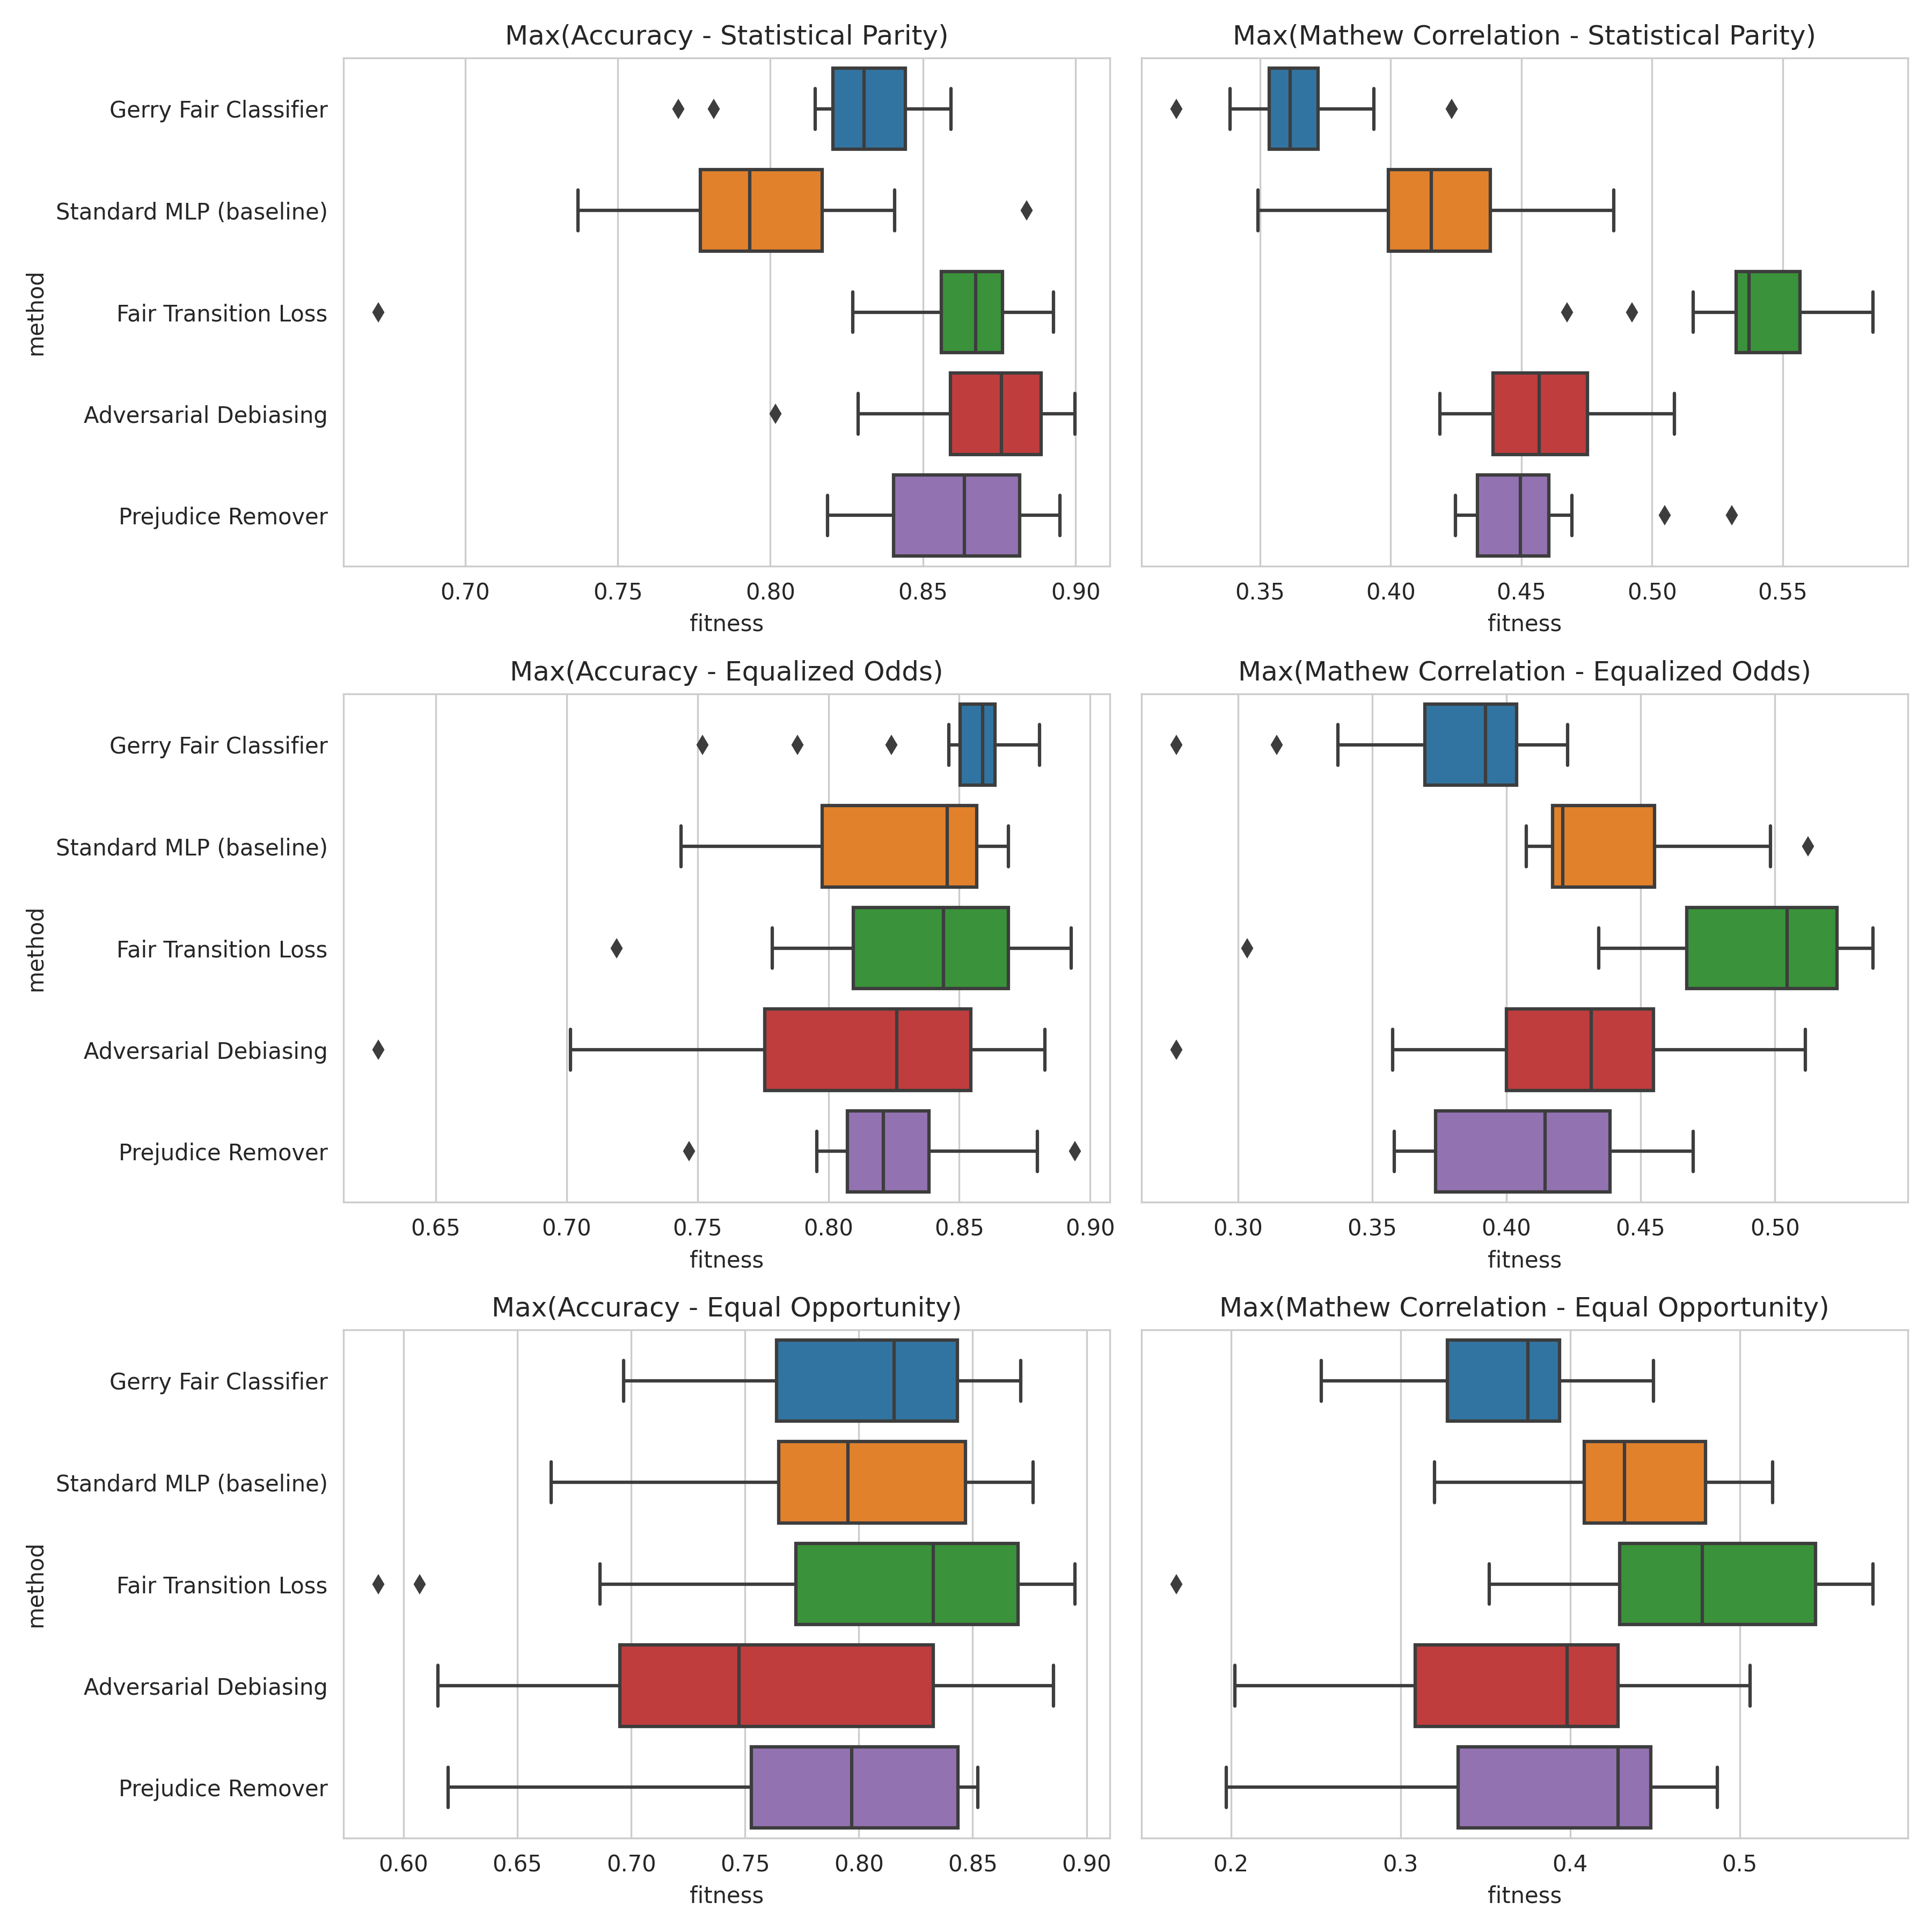 Max(Accuracy - Statistical Parity)
Gerry Fair Classifier
Standard MLP (baseline)
Fair Transition Loss
Adversarial Debiasing
Prejudice Remover
method
0.70 0.75 0.80 0.85 0.90
fitness
Max(Mathew Correlation - Statistical Parity)
0.35 0.40 0.45 0.50 0.55
fitness
Max(Accuracy - Equalized Odds)
Gerry Fair Classifier
Standard MLP (baseline)
Fair Transition Loss
Adversarial Debiasing
Prejudice Remover
method
0.65 0.70 0.75 0.80 0.85 0.90
fitness
Max(Mathew Correlation - Equalized Odds)
0.30 0.35 0.40 0.45 0.50
fitness
Max(Accuracy - Equal Opportunity)
Gerry Fair Classifier
Standard MLP (baseline)
Fair Transition Loss
Adversarial Debiasing
Prejudice Remover
method
0.60 0.65 0.70 0.75 0.80 0.85 0.90
fitness
Max(Mathew Correlation - Equal Opportunity)
0.2 0.3 0.4 0.5
fitness